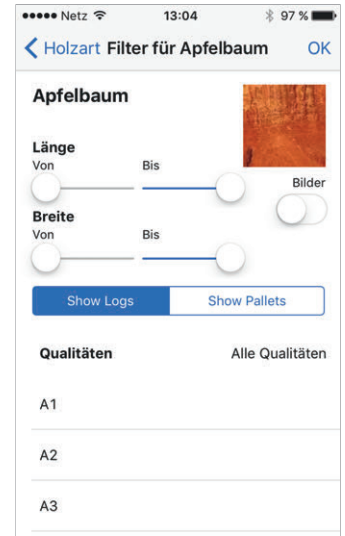 Netz 13:04 97 %
Holzart Filter für Apfelbaum OK
Apfelbaum
Länge
Von Bis
Bilder
Breite
Von Bis
Show Logs Show Pallets
Qualitäten Alle Qualitäten
A1
A2
A3